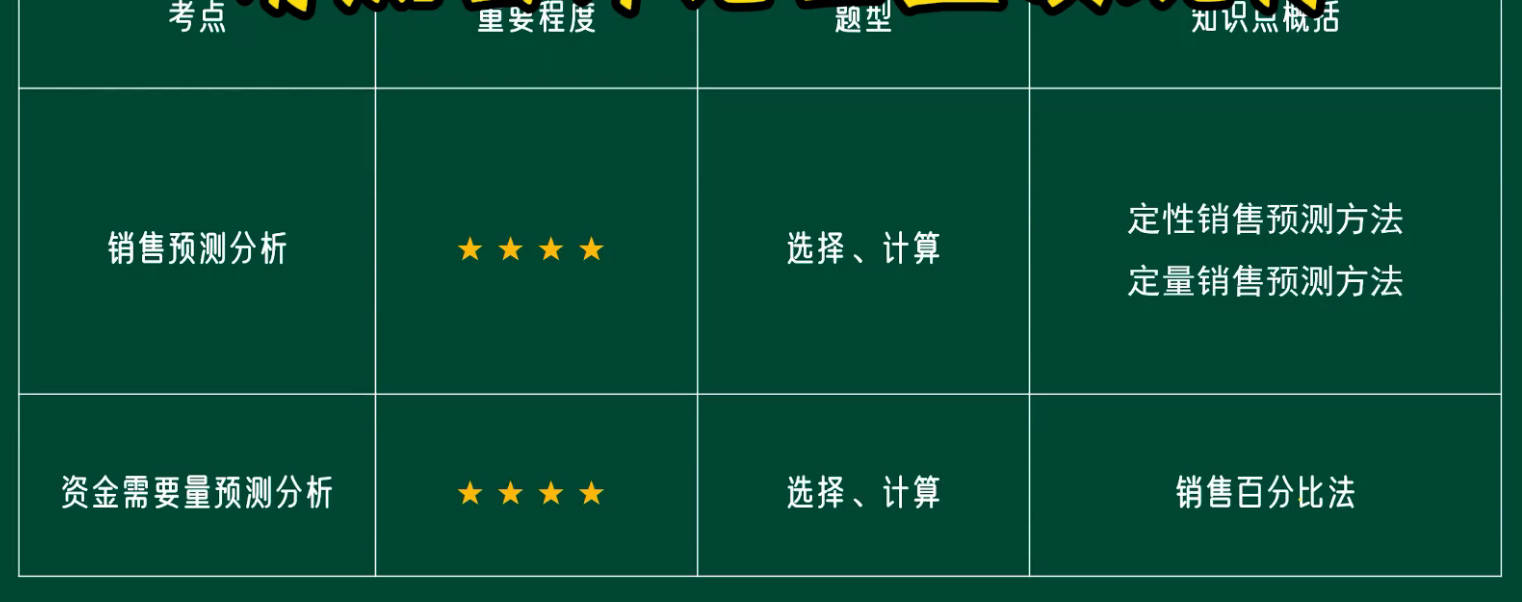 考点 重要程度 题型 知识点概括
销售预测分析 ★★★★ 选择、计算 定性销售预测方法
定量销售预测方法
资金需要量预测分析 ★★★★ 选择、计算 销售百分比法